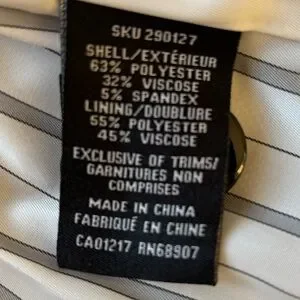 SKU 290127
SHELL/EXTÉRIEUR
63% POLYESTER
32% VISCOSE
5% SPANDEX
LINING/DOUBLURE
55% POLYESTER
45% VISCOSE
EXCLUSIVE OF TRIMS/
GARNITURES NON
COMPRISES
MADE IN CHINA
FABRIQUÉ EN CHINE
CA01217 RN68907